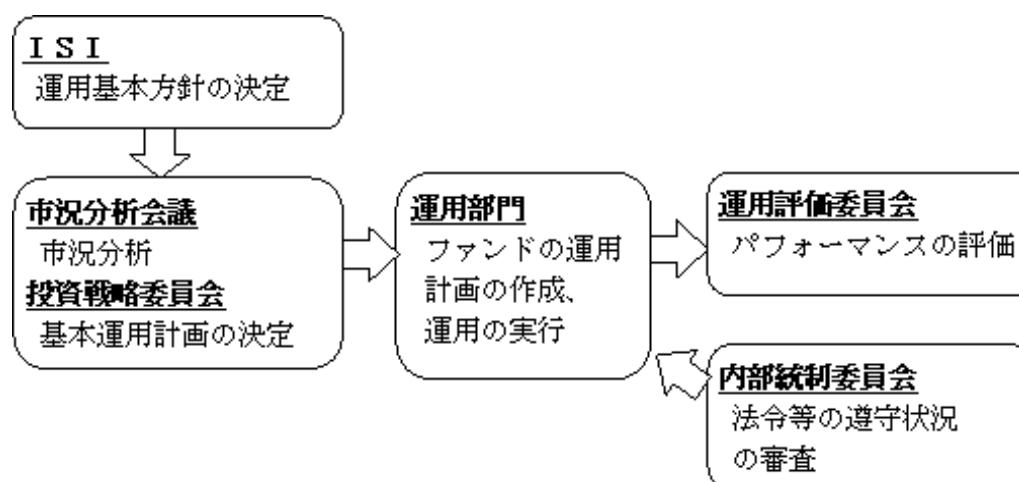 ＩＳＩ
運用基本方針の決定
市況分析会議
市況分析
投資戦略委員会
基本運用計画の決定
運用部門
ファンドの運用
計画の作成、
運用の実行
運用評価委員会
パフォーマンスの評価
内部統制委員会
法令等の遵守状況
の審査